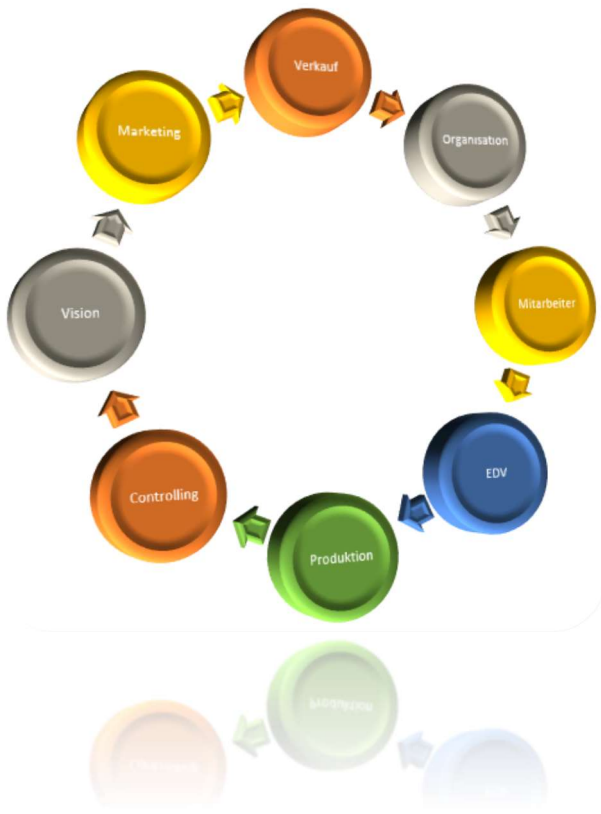 Verkauf
Organisation
Mitarbeiter
EDV
Produktion
Controlling
Vision
Marketing